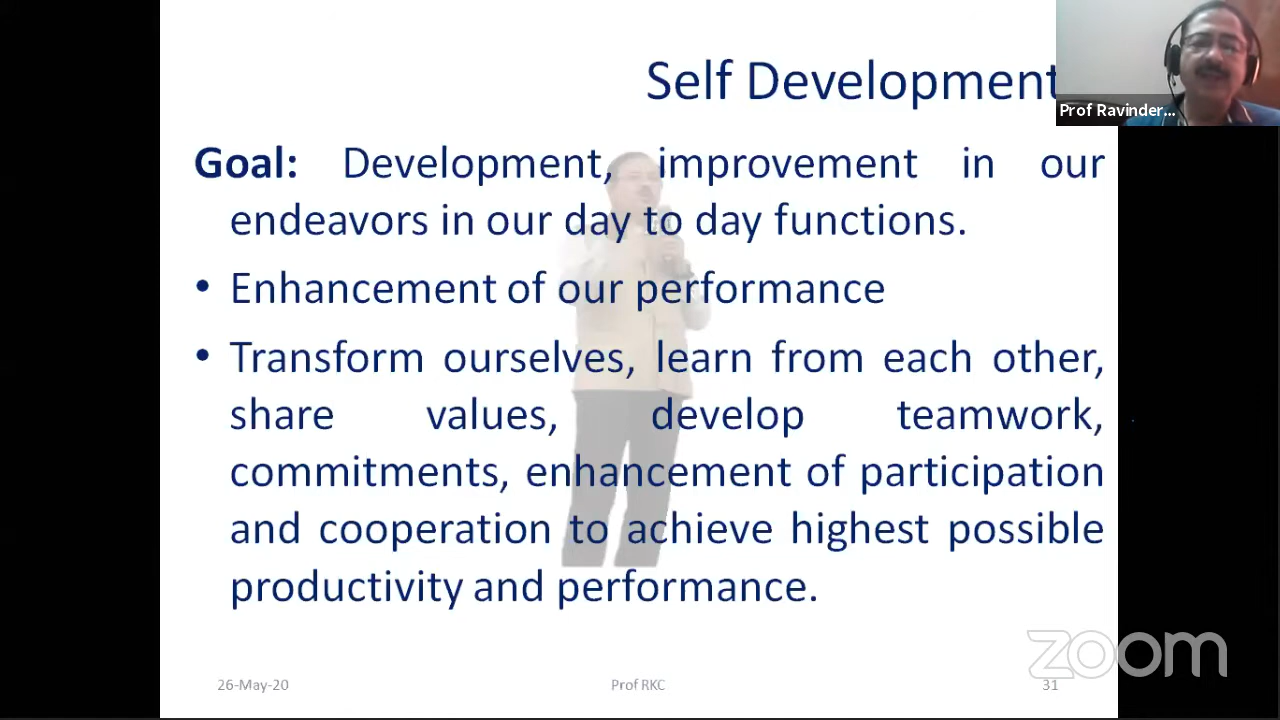 Self Development
Prof Ravinder...
Goal: Development, improvement in our
endeavors in our day to day functions.
• Enhancement of our performance
• Transform ourselves, learn from each other,
share values, develop teamwork,
commitments, enhancement of participation
and cooperation to achieve highest possible
productivity and performance.
zoom
26-May-20
Prof RKC
31